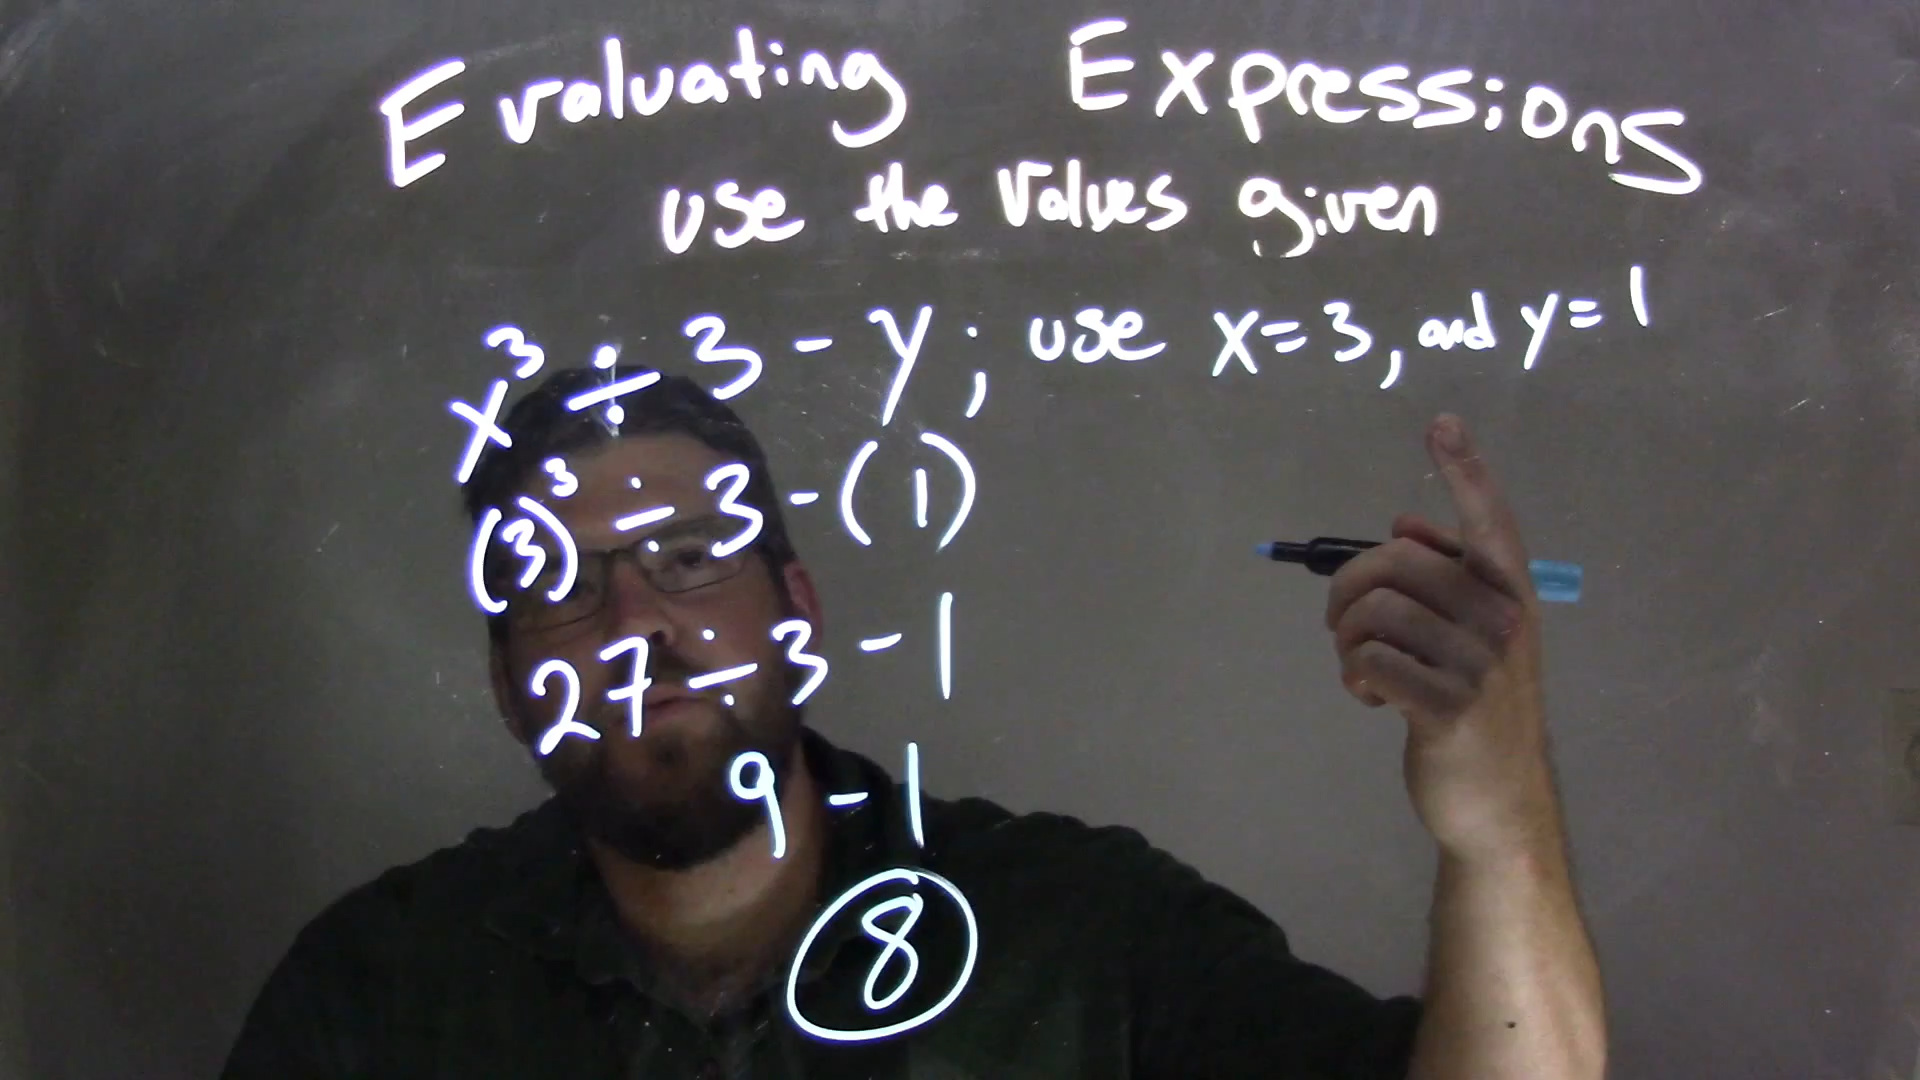 Evaluating Expressions
use the values given
x³ ÷ 3 - y; use x = 3, and y = 1
(3)³ ÷ 3 - (1)
27 ÷ 3 - 1
9 - 1
8